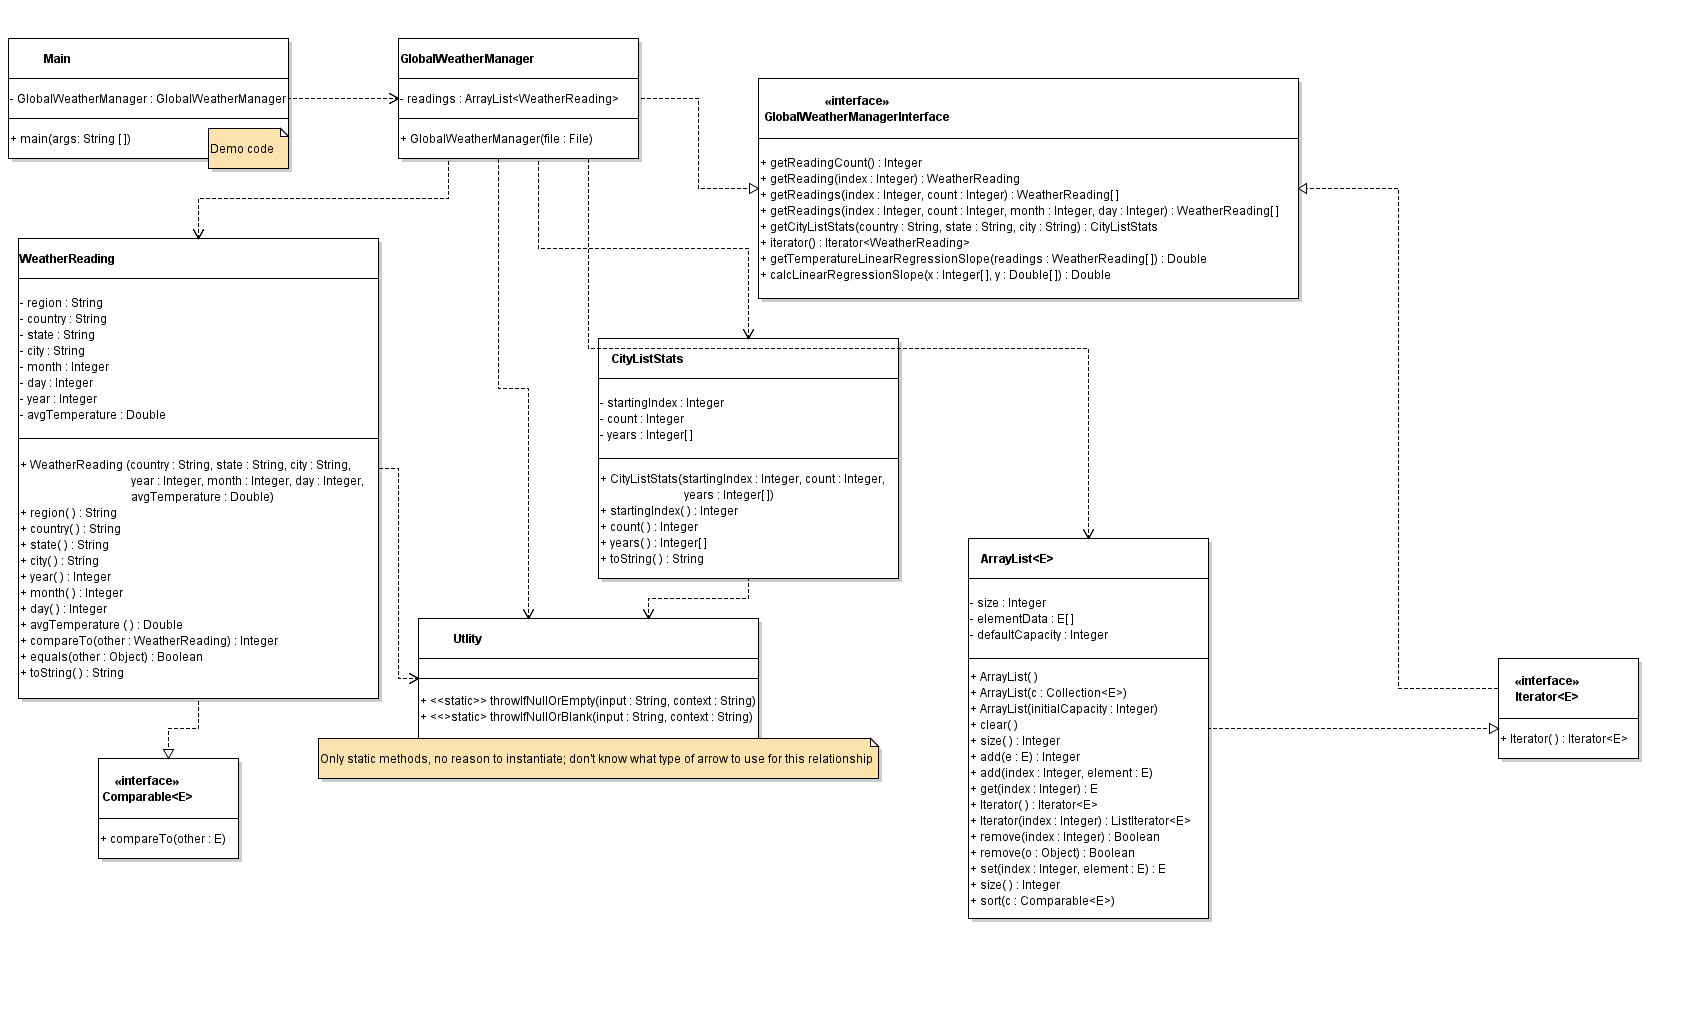 Main
- GlobalWeatherManager : GlobalWeatherManager
+ main(args: String [ ])
Demo code
GlobalWeatherManager
- readings : ArrayList<WeatherReading>
+ GlobalWeatherManager(file : File)
«interface»
GlobalWeatherManagerInterface
+ getReadingCount() : Integer
+ getReading(index : Integer) : WeatherReading
+ getReadings(index : Integer, count : Integer) : WeatherReading[ ]
+ getReadings(index : Integer, count : Integer, month : Integer, day : Integer) : WeatherReading[ ]
+ getCityListStats(country : String, state : String, city : String) : CityListStats
+ iterator() : Iterator<WeatherReading>
+ getTemperatureLinearRegressionSlope(readings : WeatherReading[ ]) : Double
+ calcLinearRegressionSlope(x : Integer[ ], y : Double[ ]) : Double
WeatherReading
- region : String
- country : String
- state : String
- city : String
- month : Integer
- day : Integer
- year : Integer
- avgTemperature : Double
+ WeatherReading (country : String, state : String, city : String,
year : Integer, month : Integer, day : Integer,
avgTemperature : Double)
+ region( ) : String
+ country( ) : String
+ state( ) : String
+ city( ) : String
+ year( ) : Integer
+ month( ) : Integer
+ day( ) : Integer
+ avgTemperature ( ) : Double
+ compareTo(other : WeatherReading) : Integer
+ equals(other : Object) : Boolean
+ toString( ) : String
CityListStats
- startingIndex : Integer
- count : Integer
- years : Integer[ ]
+ CityListStats(startingIndex : Integer, count : Integer,
years : Integer[ ])
+ startingIndex( ) : Integer
+ count( ) : Integer
+ years( ) : Integer[ ]
+ toString( ) : String
Utlity
+ <<static>> throwIfNullOrEmpty(input : String, context : String)
+ <<>static> throwIfNullOrBlank(input : String, context : String)
Only static methods, no reason to instantiate; don't know what type of arrow to use for this relationship
«interface»
Comparable<E>
+ compareTo(other : E)
ArrayList<E>
- size : Integer
- elementData : E[ ]
- defaultCapacity : Integer
+ ArrayList( )
+ ArrayList(c : Collection<E>)
+ ArrayList(initialCapacity : Integer)
+ clear( )
+ size( ) : Integer
+ add(e : E) : Integer
+ add(index : Integer, element : E)
+ get(index : Integer) : E
+ Iterator( ) : Iterator<E>
+ Iterator(index : Integer) : ListIterator<E>
+ remove(index : Integer) : Boolean
+ remove(o : Object) : Boolean
+ set(index : Integer, element : E) : E
+ size( ) : Integer
+ sort(c : Comparable<E>)
«interface»
Iterator<E>
+ Iterator( ) : Iterator<E>